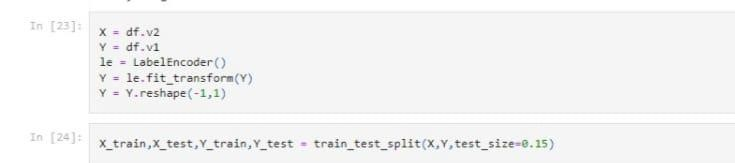 In [23]:
X = df.v2
Y = df.v1
le = LabelEncoder()
Y = le.fit_transform(Y)
Y = Y.reshape(-1,1)
In [24]:
X_train,X_test,Y_train,Y_test = train_test_split(X,Y,test_size=0.15)